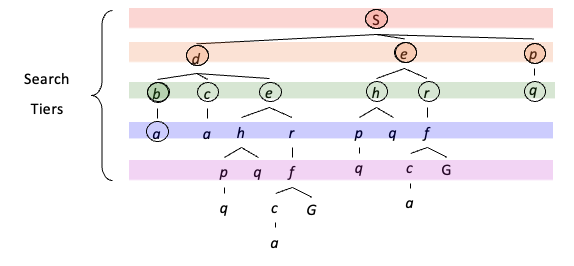 S
d e p
Search
Tiers
b c e h r q
a a h r p q f
p q f q c G
q c G a
a